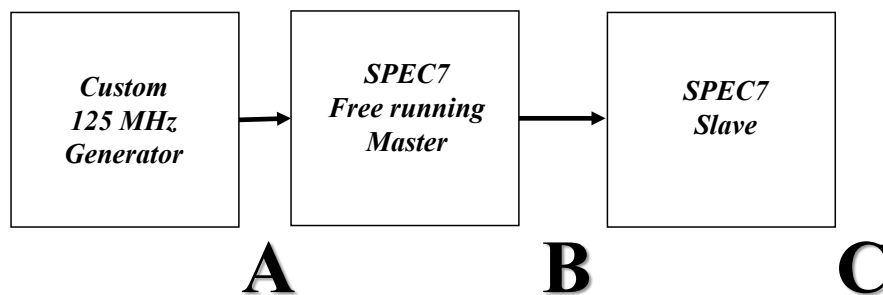 Custom
125 MHz
Generator
SPEC7
Free running
Master
SPEC7
Slave
A
B
C